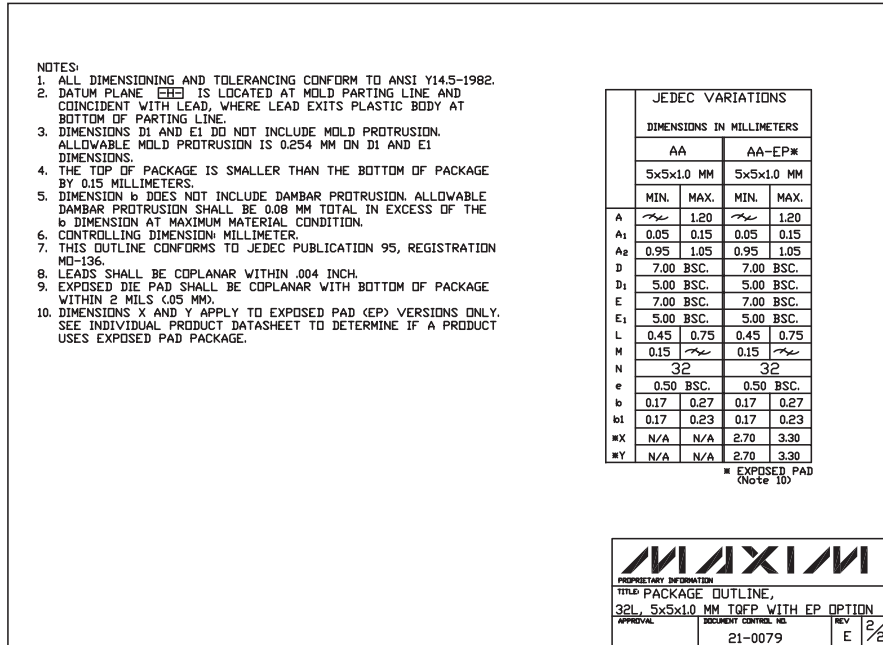 NOTES:
1. ALL DIMENSIONING AND TOLERANCING CONFORM TO ANSI Y14.5-1982.
2. DATUM PLANE -H- IS LOCATED AT MOLD PARTING LINE AND
COINCIDENT WITH LEAD, WHERE LEAD EXITS PLASTIC BODY AT
BOTTOM OF PARTING LINE.
3. DIMENSIONS D1 AND E1 DO NOT INCLUDE MOLD PROTRUSION.
ALLOWABLE MOLD PROTRUSION IS 0.254 MM ON D1 AND E1
DIMENSIONS.
4. THE TOP OF PACKAGE IS SMALLER THAN THE BOTTOM OF PACKAGE
BY 0.15 MILLIMETERS.
5. DIMENSION b DOES NOT INCLUDE DAMBAR PROTRUSION. ALLOWABLE
DAMBAR PROTRUSION SHALL BE 0.08 MM TOTAL IN EXCESS OF THE
b DIMENSION AT MAXIMUM MATERIAL CONDITION.
6. CONTROLLING DIMENSION: MILLIMETER.
7. THIS OUTLINE CONFORMS TO JEDEC PUBLICATION 95, REGISTRATION
MO-136.
8. LEADS SHALL BE COPLANAR WITHIN .004 INCH.
9. EXPOSED DIE PAD SHALL BE COPLANAR WITH BOTTOM OF PACKAGE
WITHIN 2 MILS (.05 MM).
10. DIMENSIONS X AND Y APPLY TO EXPOSED PAD (EP) VERSIONS ONLY.
SEE INDIVIDUAL PRODUCT DATASHEET TO DETERMINE IF A PRODUCT
USES EXPOSED PAD PACKAGE.
JEDEC VARIATIONS
DIMENSIONS IN MILLIMETERS
AA AA-EP*
5x5x1.0 MM 5x5x1.0 MM
MIN. MAX. MIN. MAX.
A 1.20 1.20
A1 0.05 0.15 0.05 0.15
A2 0.95 1.05 0.95 1.05
D 7.00 BSC. 7.00 BSC.
D1 5.00 BSC. 5.00 BSC.
E 7.00 BSC. 7.00 BSC.
E1 5.00 BSC. 5.00 BSC.
L 0.45 0.75 0.45 0.75
M 0.15 0.15
N 32 32
e 0.50 BSC. 0.50 BSC.
b 0.17 0.27 0.17 0.27
b1 0.17 0.23 0.17 0.23
*X N/A N/A 2.70 3.30
*Y N/A N/A 2.70 3.30
* EXPOSED PAD
(Note 10)
MAXIM
PROPRIETARY INFORMATION
TITLE: PACKAGE OUTLINE,
32L, 5x5x1.0 MM TQFP WITH EP OPTION
APPROVAL DOCUMENT CONTROL NO. REV
21-0079 E 2/2